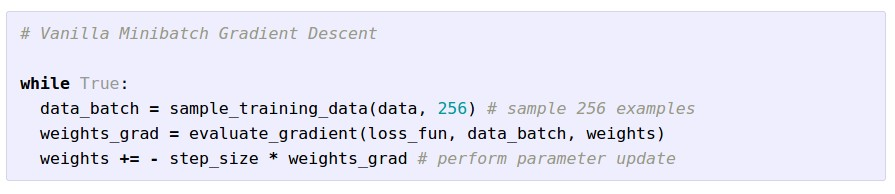 # Vanilla Minibatch Gradient Descent
while True:
data_batch = sample_training_data(data, 256) # sample 256 examples
weights_grad = evaluate_gradient(loss_fun, data_batch, weights)
weights += - step_size * weights_grad # perform parameter update